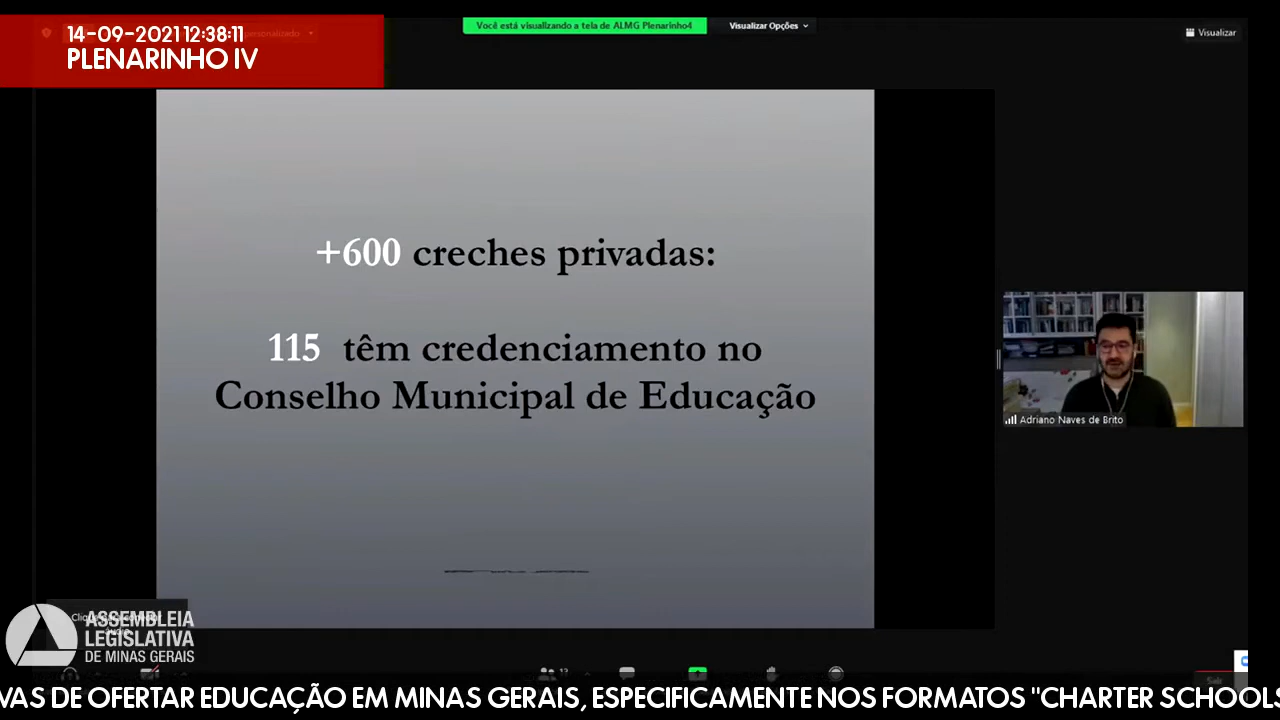 14-09-2021 12:38:11
PLENARINHO IV
Você está visualizando a tela de ALMG Plenarinho4
Visualizar Opções
Visualizar
+600 creches privadas:
115 têm credenciamento no
Conselho Municipal de Educação
Adriano Naves de Brito
ASSEMBLEIA
LEGISLATIVA
DE MINAS GERAIS
13
Sair
VAS DE OFERTAR EDUCAÇÃO EM MINAS GERAIS, ESPECIFICAMENTE NOS FORMATOS "CHARTER SCHOOLS